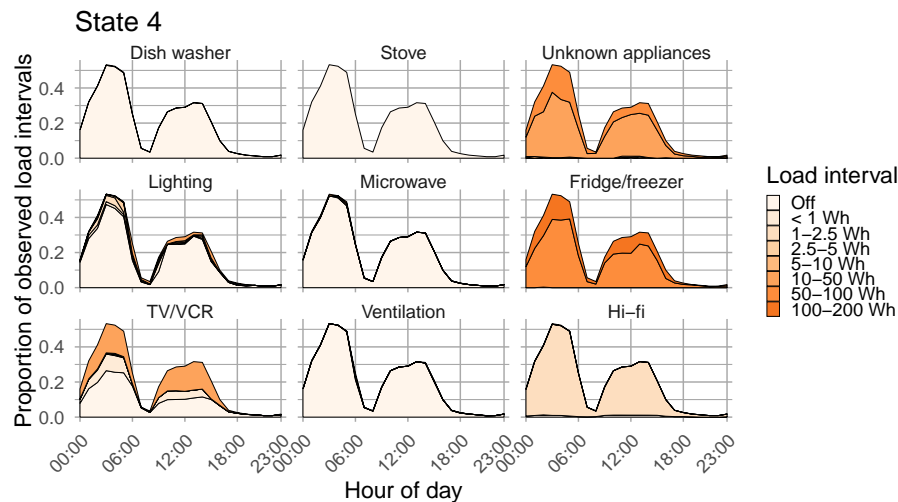 State 4
Dish washer
Stove
Unknown appliances
0.4
0.2
0.0
Lighting
Microwave
Fridge/freezer
0.4
0.2
0.0
TV/VCR
Ventilation
Hi−fi
0.4
0.2
0.0
00:00
06:00
12:00
18:00
23:00
00:00
06:00
12:00
18:00
23:00
00:00
06:00
12:00
18:00
23:00
Hour of day
Proportion of observed load intervals
Load interval
Off
< 1 Wh
1−2.5 Wh
2.5−5 Wh
5−10 Wh
10−50 Wh
50−100 Wh
100−200 Wh